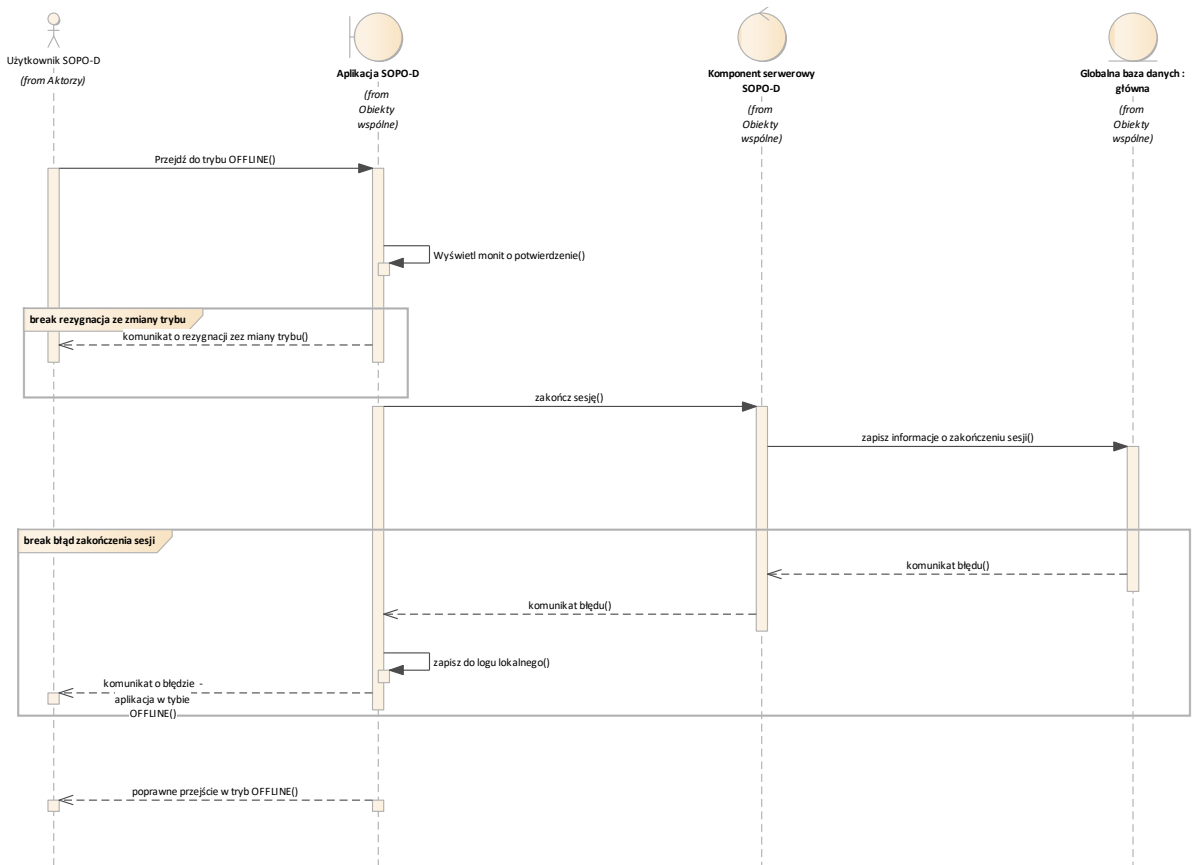 Użytkownik SOPO-D
(from Aktorzy)
Aplikacja SOPO-D
(from
Obiekty
wspólne)
Komponent serwerowy
SOPO-D
(from
Obiekty
wspólne)
Globalna baza danych :
główna
(from
Obiekty
wspólne)
Przejdź do trybu OFFLINE()
Wyświetl monit o potwierdzenie()
break rezygnacja ze zmiany trybu
komunikat o rezygnacji zez miany trybu()
zakończ sesję()
zapisz informacje o zakończeniu sesji()
break błąd zakończenia sesji
komunikat błędu()
komunikat błędu()
zapisz do logu lokalnego()
komunikat o błędzie -
aplikacja w tybie
OFFLINE()
poprawne przejście w tryb OFFLINE()